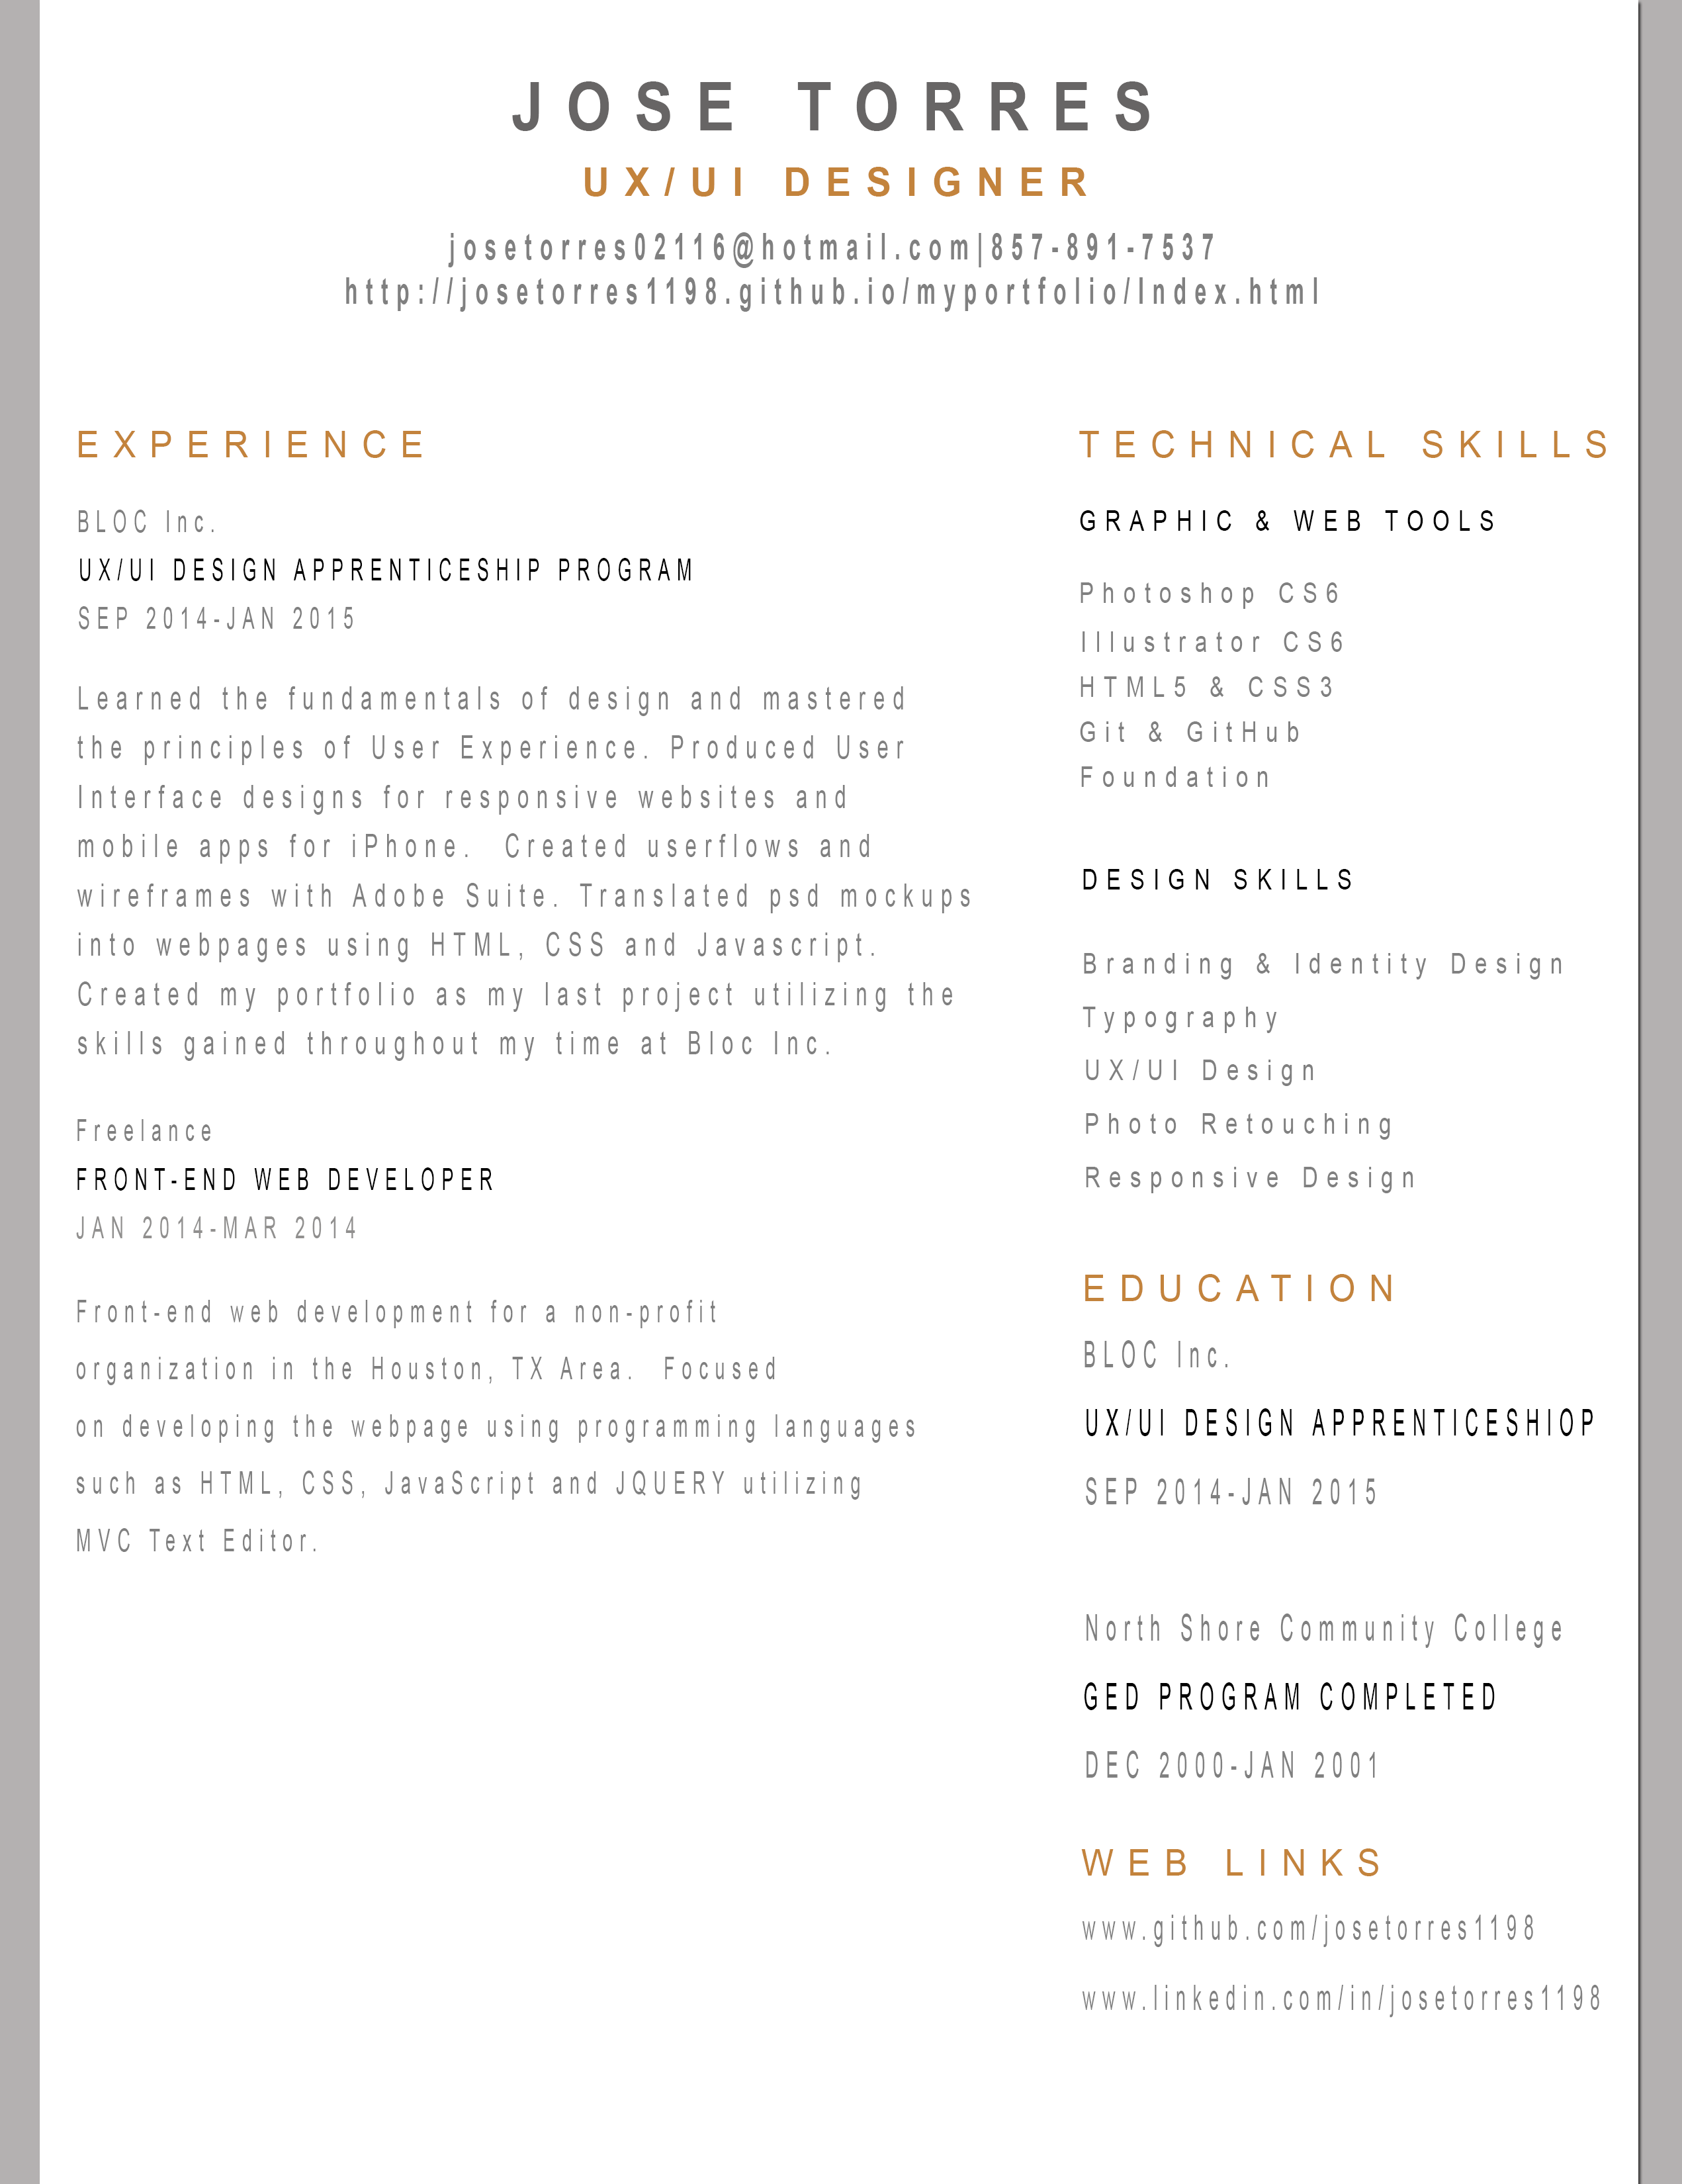 JOSE TORRES
UX/UI DESIGNER
josetorres02116@hotmail.com|857-891-7537
http://josetorres1198.github.io/myportfolio/Index.html
EXPERIENCE
BLOC Inc.
UX/UI DESIGN APPRENTICESHIP PROGRAM
SEP 2014-JAN 2015
Learned the fundamentals of design and mastered
the principles of User Experience. Produced User
Interface designs for responsive websites and
mobile apps for iPhone.  Created userflows and
wireframes with Adobe Suite. Translated psd mockups
into webpages using HTML, CSS and Javascript.
Created my portfolio as my last project utilizing the
skills gained throughout my time at Bloc Inc.
Freelance
FRONT-END WEB DEVELOPER
JAN 2014-MAR 2014
Front-end web development for a non-profit
organization in the Houston, TX Area.  Focused
on developing the webpage using programming languages
such as HTML, CSS, JavaScript and JQUERY utilizing
MVC Text Editor.
TECHNICAL SKILLS
GRAPHIC & WEB TOOLS
Photoshop CS6
Illustrator CS6
HTML5 & CSS3
Git & GitHub
Foundation
DESIGN SKILLS
Branding & Identity Design
Typography
UX/UI Design
Photo Retouching
Responsive Design
EDUCATION
BLOC Inc.
UX/UI DESIGN APPRENTICESHIOP
SEP 2014-JAN 2015
North Shore Community College
GED PROGRAM COMPLETED
DEC 2000-JAN 2001
WEB LINKS
www.github.com/josetorres1198
www.linkedin.com/in/josetorres1198